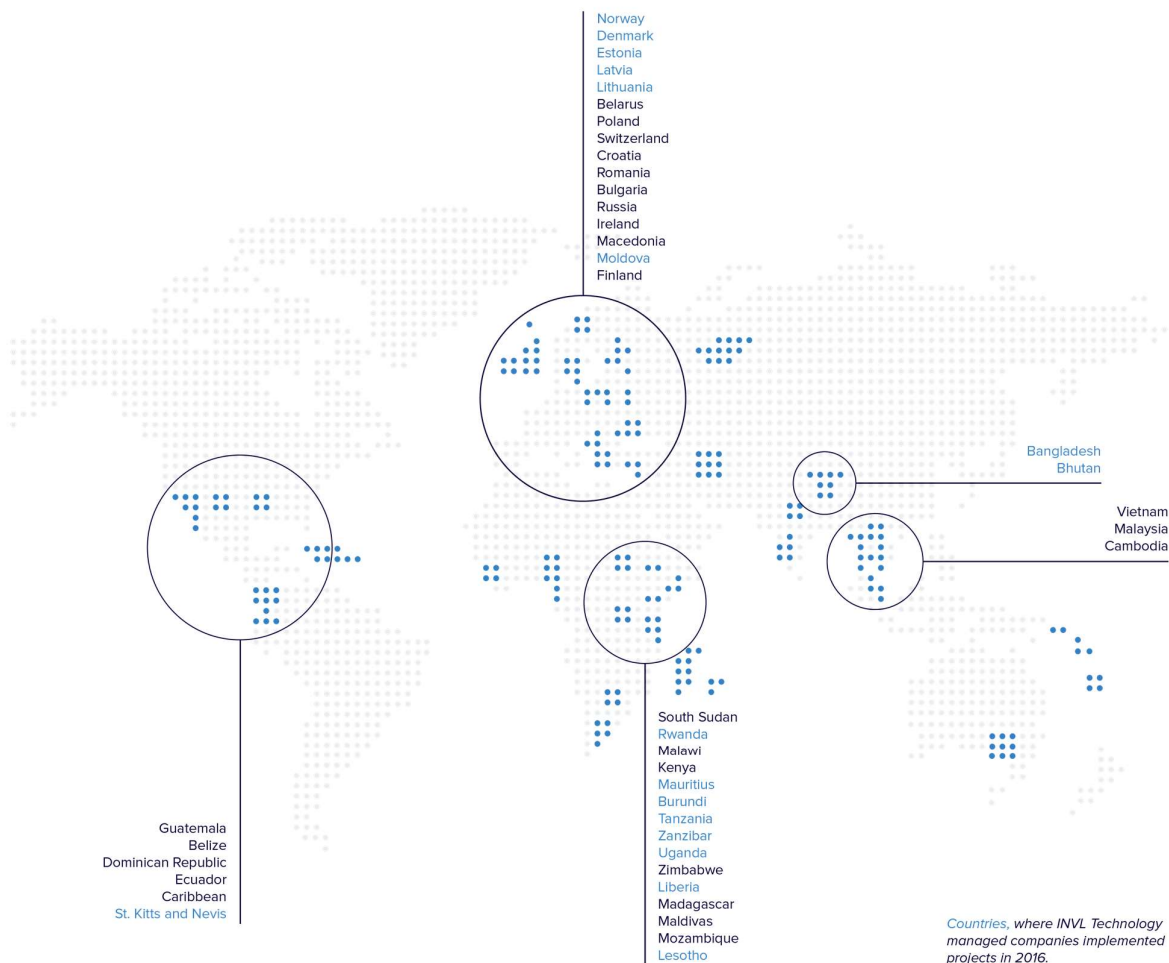 Norway
Denmark
Estonia
Latvia
Lithuania
Belarus
Poland
Switzerland
Croatia
Romania
Bulgaria
Russia
Ireland
Macedonia
Moldova
Finland
Bangladesh
Bhutan
Vietnam
Malaysia
Cambodia
South Sudan
Rwanda
Malawi
Kenya
Mauritius
Burundi
Tanzania
Zanzibar
Uganda
Zimbabwe
Liberia
Madagascar
Maldivas
Mozambique
Lesotho
Guatemala
Belize
Dominican Republic
Ecuador
Caribbean
St. Kitts and Nevis
Countries, where INVL Technology
managed companies implemented
projects in 2016.